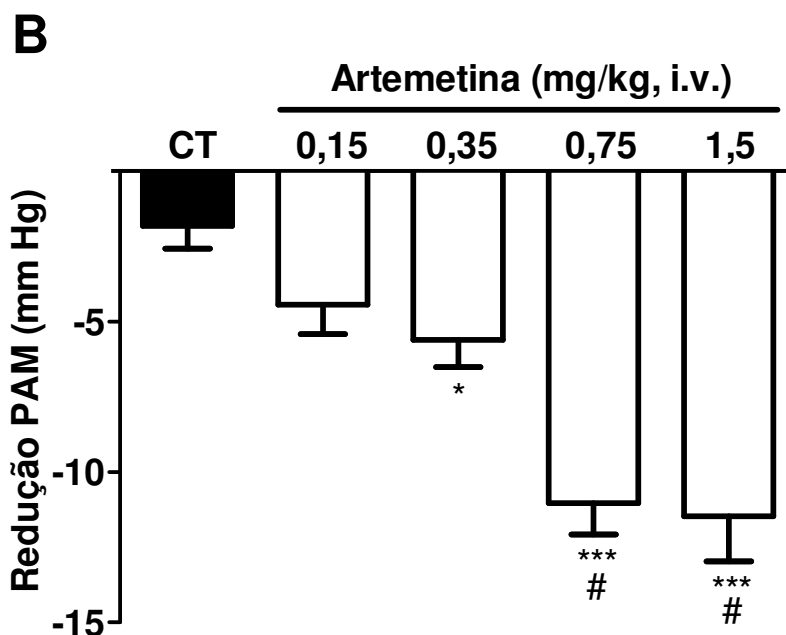 B
Artemetina (mg/kg, i.v.)
CT 0,15 0,35 0,75 1,5
Redução PAM (mm Hg)
-5
-10
-15
*
***
#
***
#